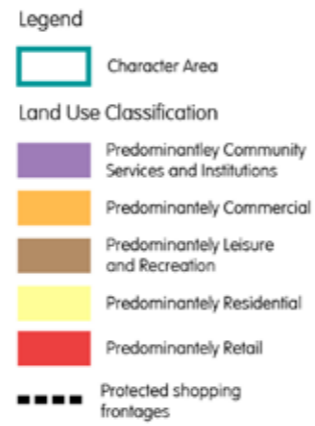 Legend
Character Area
Land Use Classification
Predominantley Community
Services and Institutions
Predominantely Commercial
Predominantely Leisure
and Recreation
Predominantely Residential
Predominantely Retail
Protected shopping
frontages